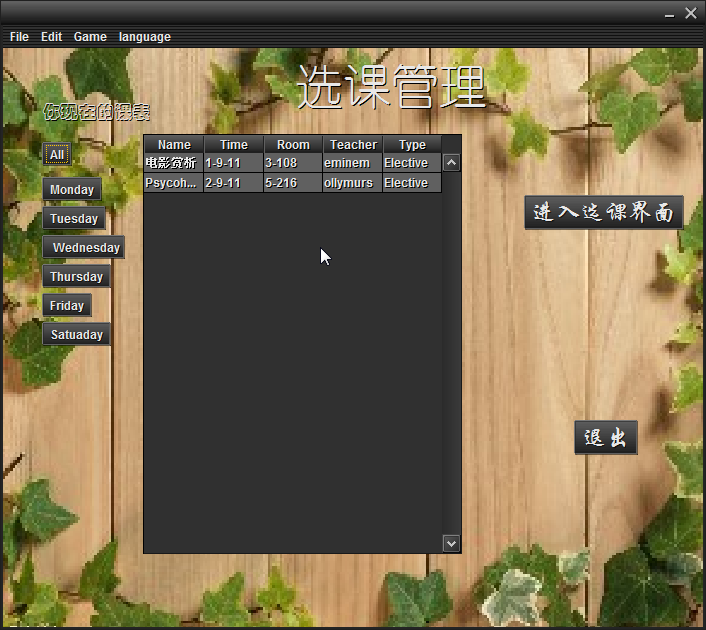 File Edit Game language
选课管理
你现在的课表
All
Name Time Room Teacher Type
电影赏析 1-9-11 3-108 eminem Elective
Psycoh... 2-9-11 5-216 ollymurs Elective
Monday
Tuesday
Wednesday
Thursday
Friday
Satuaday
进入选课界面
退出